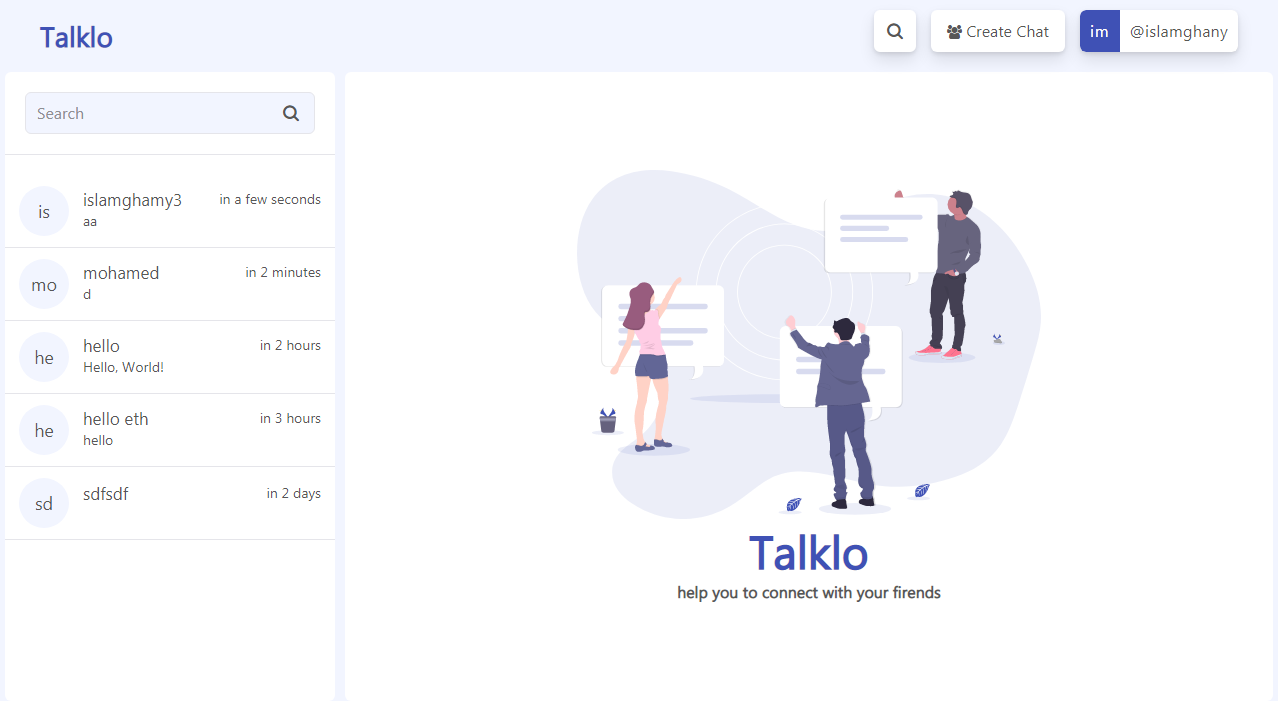 Talklo
Create Chat
im @islamghany
Search
is
islamghamy3 in a few seconds
aa
mo
mohamed in 2 minutes
d
he
hello in 2 hours
Hello, World!
he
hello eth in 3 hours
hello
sd
sdfsdf in 2 days
Talklo
help you to connect with your firends